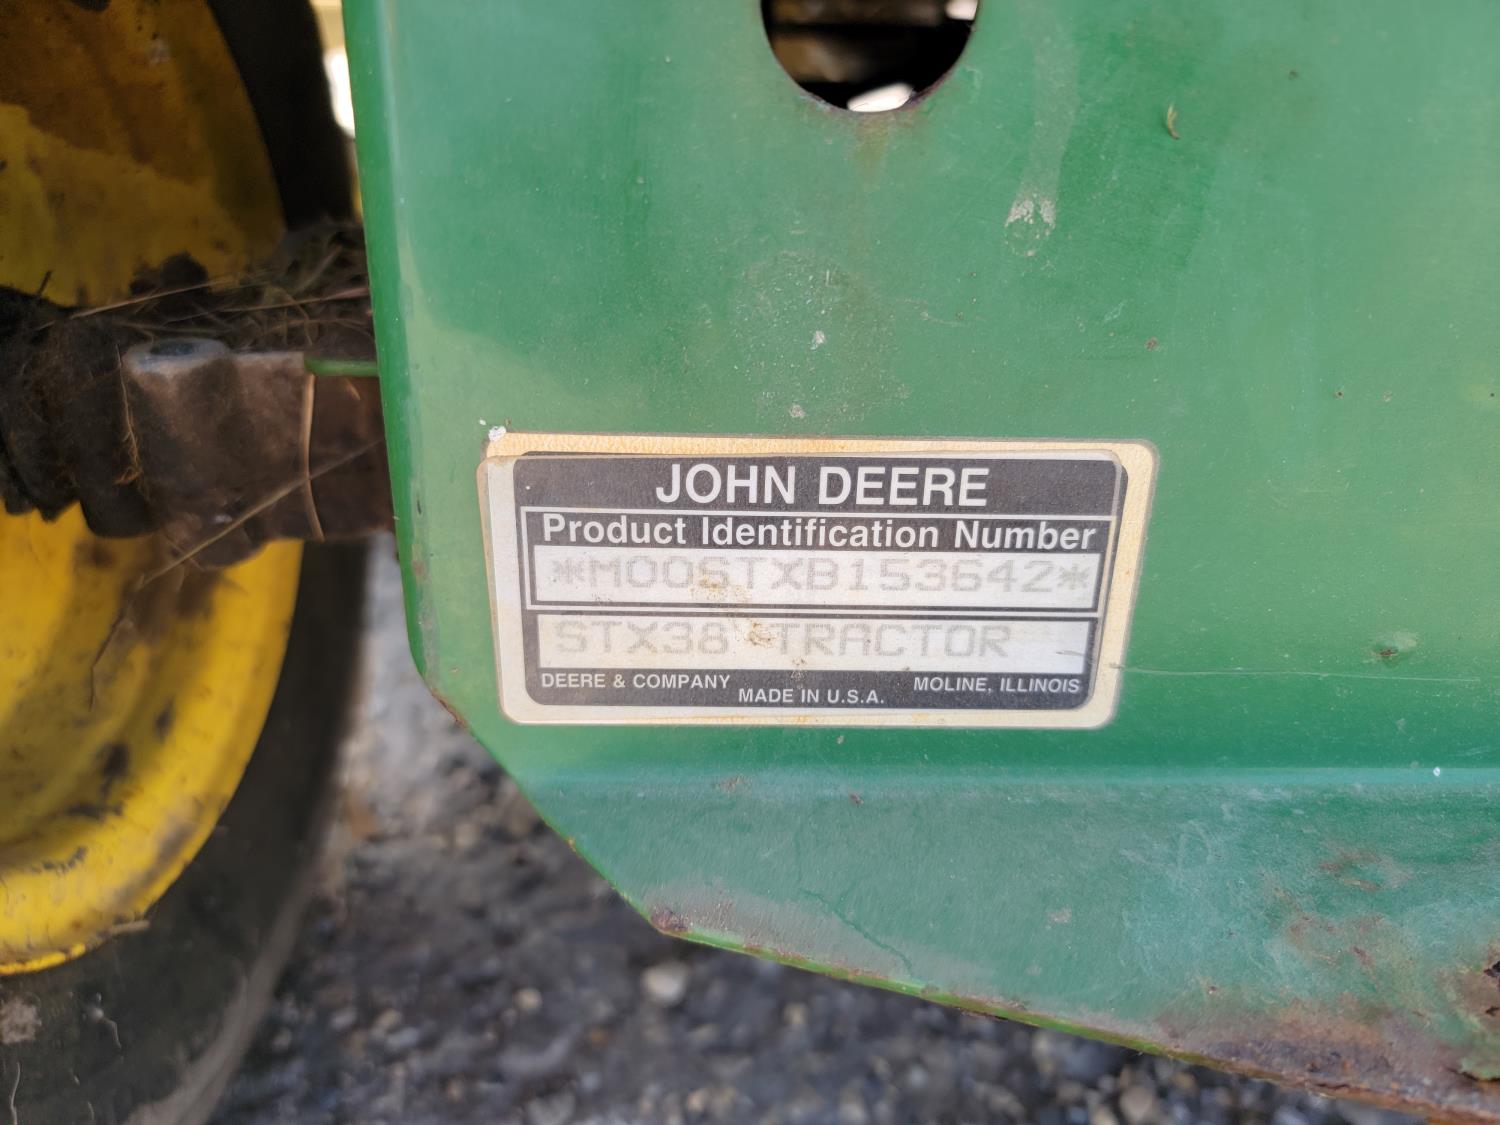 JOHN DEERE
Product Identification Number
*M00STXB153642*
STX38 TRACTOR
DEERE & COMPANY MOLINE, ILLINOIS
MADE IN U.S.A.